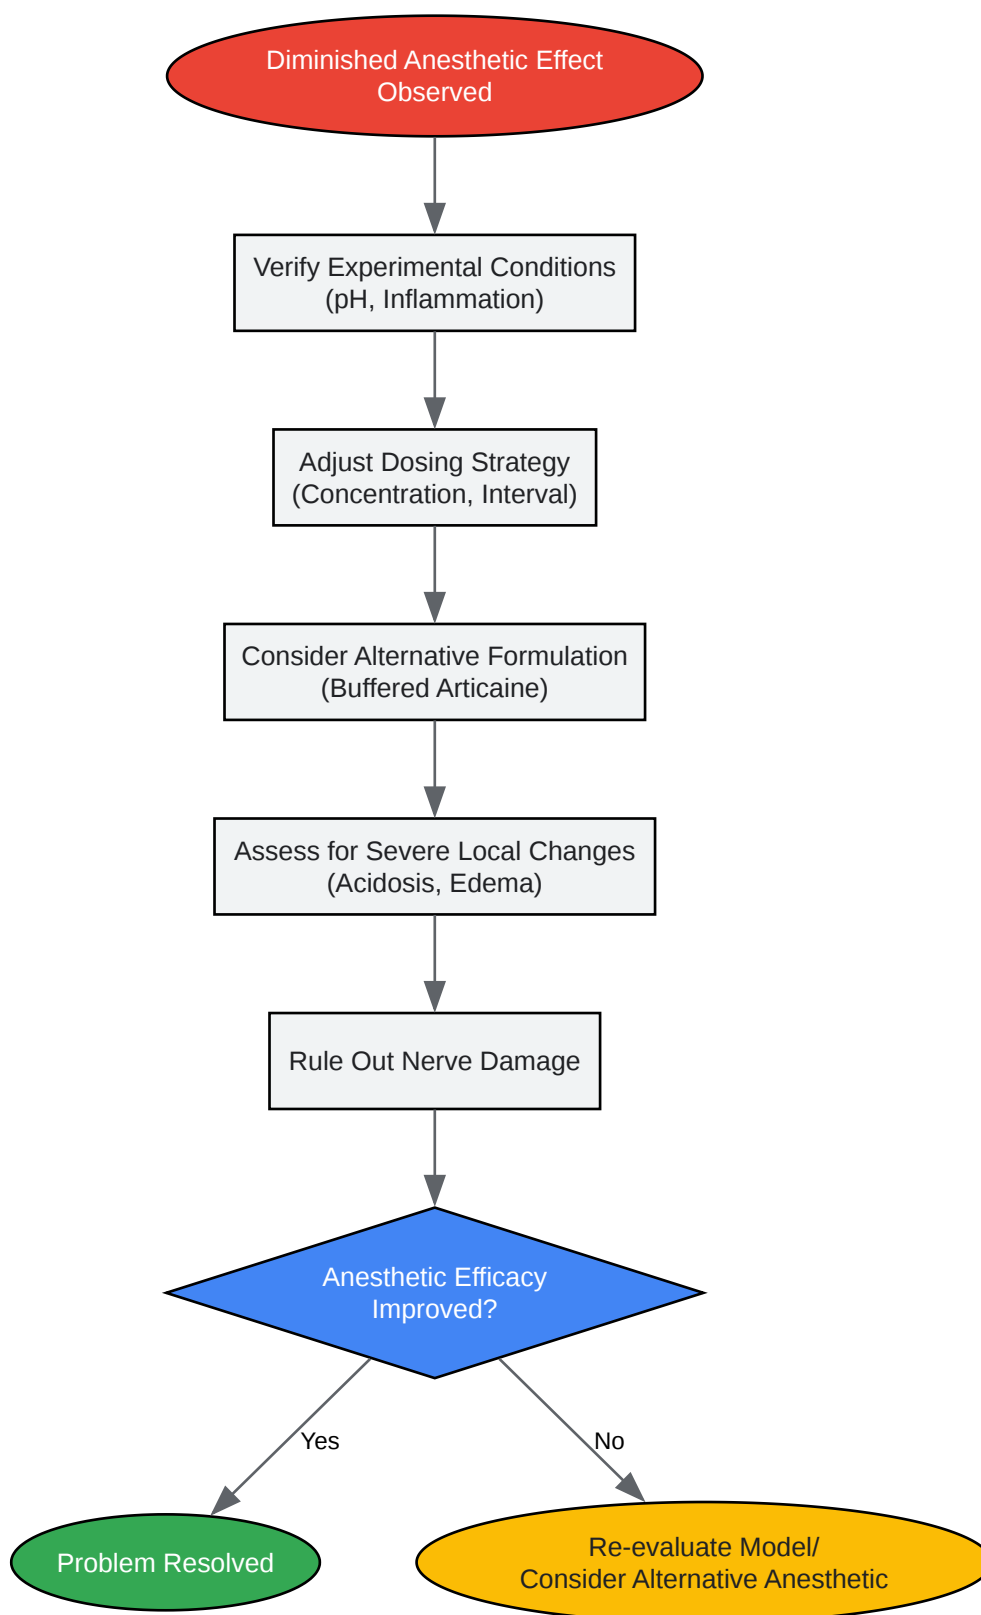 Diminished Anesthetic Effect
Observed
Verify Experimental Conditions
(pH, Inflammation)
Adjust Dosing Strategy
(Concentration, Interval)
Consider Alternative Formulation
(Buffered Articaine)
Assess for Severe Local Changes
(Acidosis, Edema)
Rule Out Nerve Damage
Anesthetic Efficacy
Improved?
Yes
No
Problem Resolved
Re-evaluate Model/
Consider Alternative Anesthetic